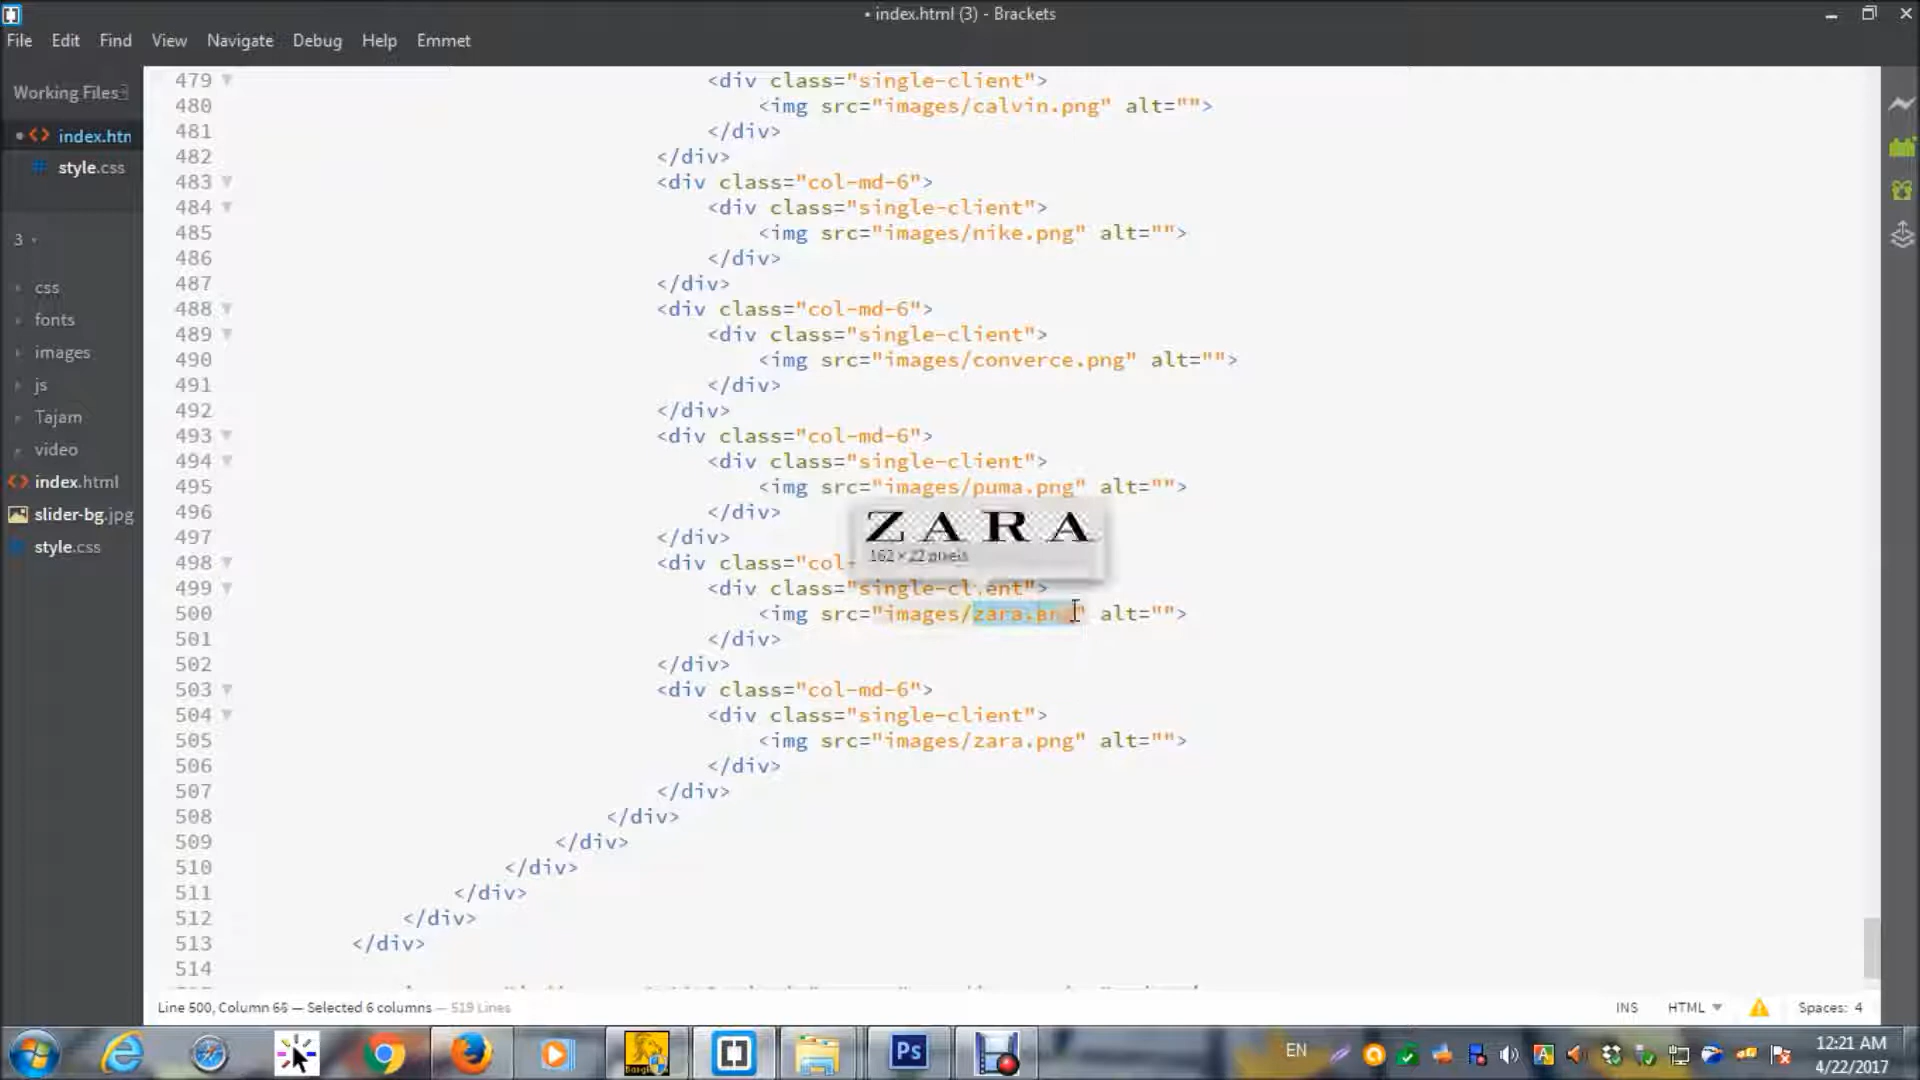 • index.html (3) - Brackets
File Edit Find View Navigate Debug Help Emmet
Working Files
index.htm
style.css
3
css
fonts
images
js
Tajam
video
index.html
slider-bg.jpg
style.css
479 <div class="single-client">
480 <img src="images/calvin.png" alt="">
481 </div>
482 </div>
483 <div class="col-md-6">
484 <div class="single-client">
485 <img src="images/nike.png" alt="">
486 </div>
487 </div>
488 <div class="col-md-6">
489 <div class="single-client">
490 <img src="images/converce.png" alt="">
491 </div>
492 </div>
493 <div class="col-md-6">
494 <div class="single-client">
495 <img src="images/puma.png" alt="">
496 </div>
ZARA
162 × 22 pixels
497 </div>
498 <div class="col-
499 <div class="single-client">
500 <img src="images/zara.png" alt="">
501 </div>
502 </div>
503 <div class="col-md-6">
504 <div class="single-client">
505 <img src="images/zara.png" alt="">
506 </div>
507 </div>
508 </div>
509 </div>
510 </div>
511 </div>
512 </div>
513 </div>
514
Line 500, Column 65 — Selected 6 columns — 519 Lines
INS HTML Spaces: 4
Ps
EN
12:21 AM
4/22/2017